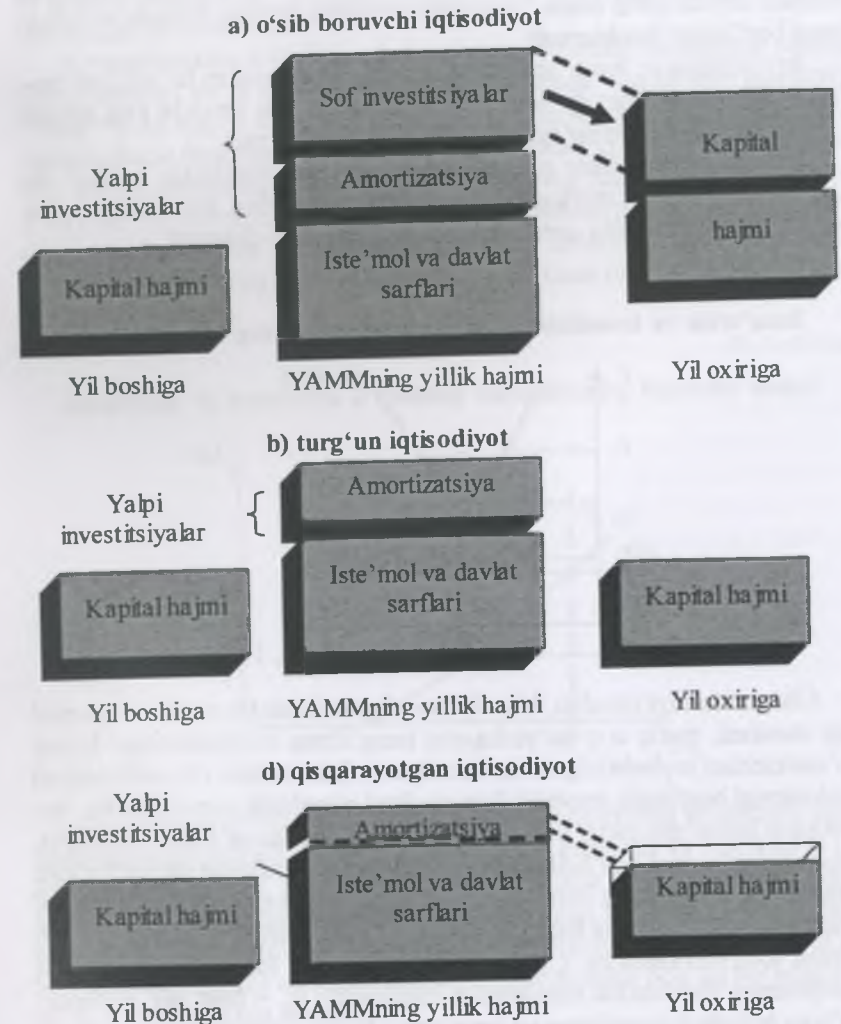 a) o‘sib boruvchi iqtisodiyot
Sof investitsiyalar
Kapital
Yalpi
investitsiyalar
Amortizatsiya
hajmi
Kapital hajmi
Iste’mol va davlat
sarflari
Yil boshiga
YAMMning yillik hajmi
Yil oxiriga
b) turg‘un iqtisodiyot
Yalpi
investitsiyalar
Amortizatsiya
Kapital hajmi
Iste’mol va davlat
sarflari
Kapital hajmi
Yil boshiga
YAMMning yillik hajmi
Yil oxiriga
d) qisqarayotgan iqtisodiyot
Yalpi
investitsiyalar
Amortizatsiya
Kapital hajmi
Iste’mol va davlat
sarflari
Kapital hajmi
Yil boshiga
YAMMning yillik hajmi
Yil oxiriga